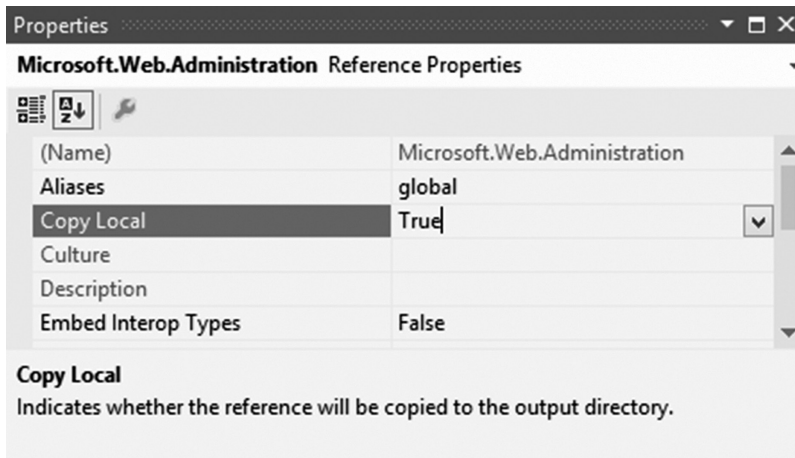 Properties
Microsoft.Web.Administration Reference Properties
(Name) Microsoft.Web.Administration
Aliases global
Copy Local True
Culture
Description
Embed Interop Types False
Copy Local
Indicates whether the reference will be copied to the output directory.